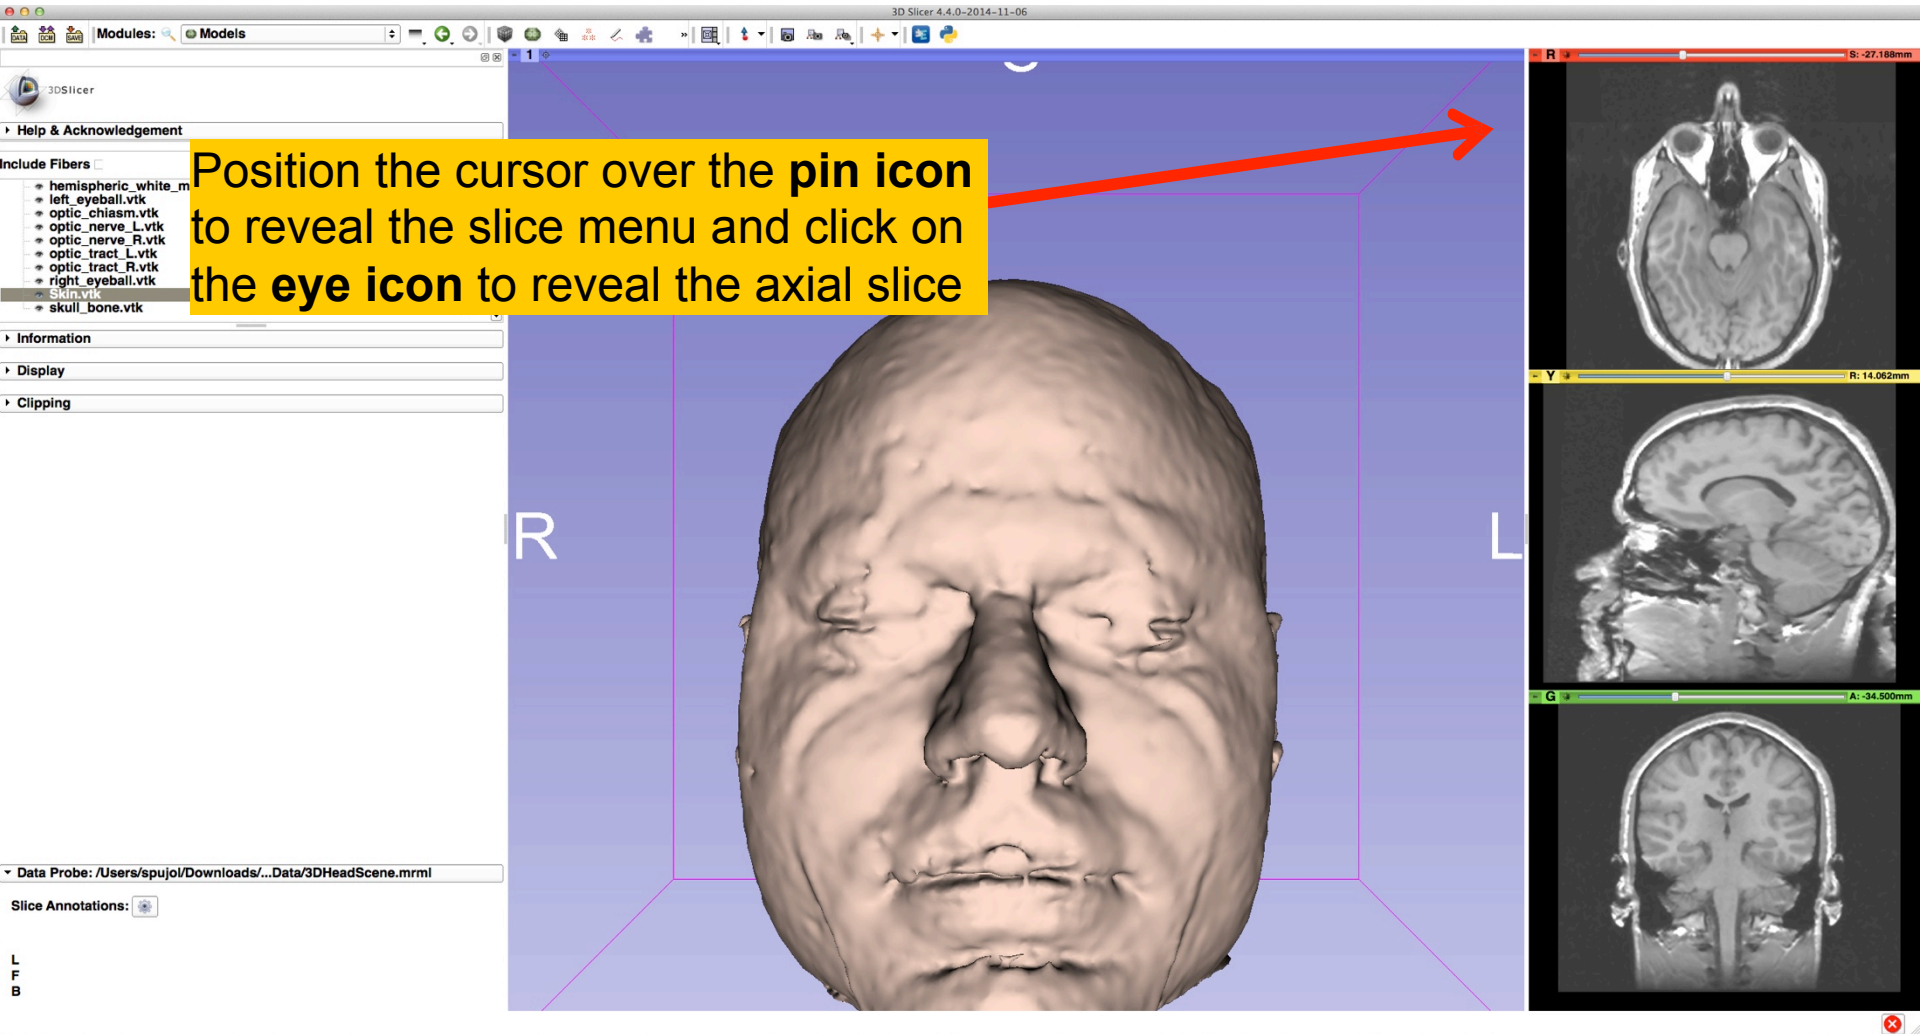 3D Slicer 4.4.0-2014-11-06
DATA DCM SAVE Modules: Models
1
3DSlicer
Help & Acknowledgement
Include Fibers
hemispheric_white_m
left_eyeball.vtk
optic_chiasm.vtk
optic_nerve_L.vtk
optic_nerve_R.vtk
optic_tract_L.vtk
optic_tract_R.vtk
right_eyeball.vtk
Skin.vtk
skull_bone.vtk
Information
Display
Clipping
Position the cursor over the pin icon
to reveal the slice menu and click on
the eye icon to reveal the axial slice
R
L
R S: -27.188mm
Y R: 14.062mm
G A: -34.500mm
Data Probe: /Users/spujol/Downloads/...Data/3DHeadScene.mrml
Slice Annotations:
L
F
B